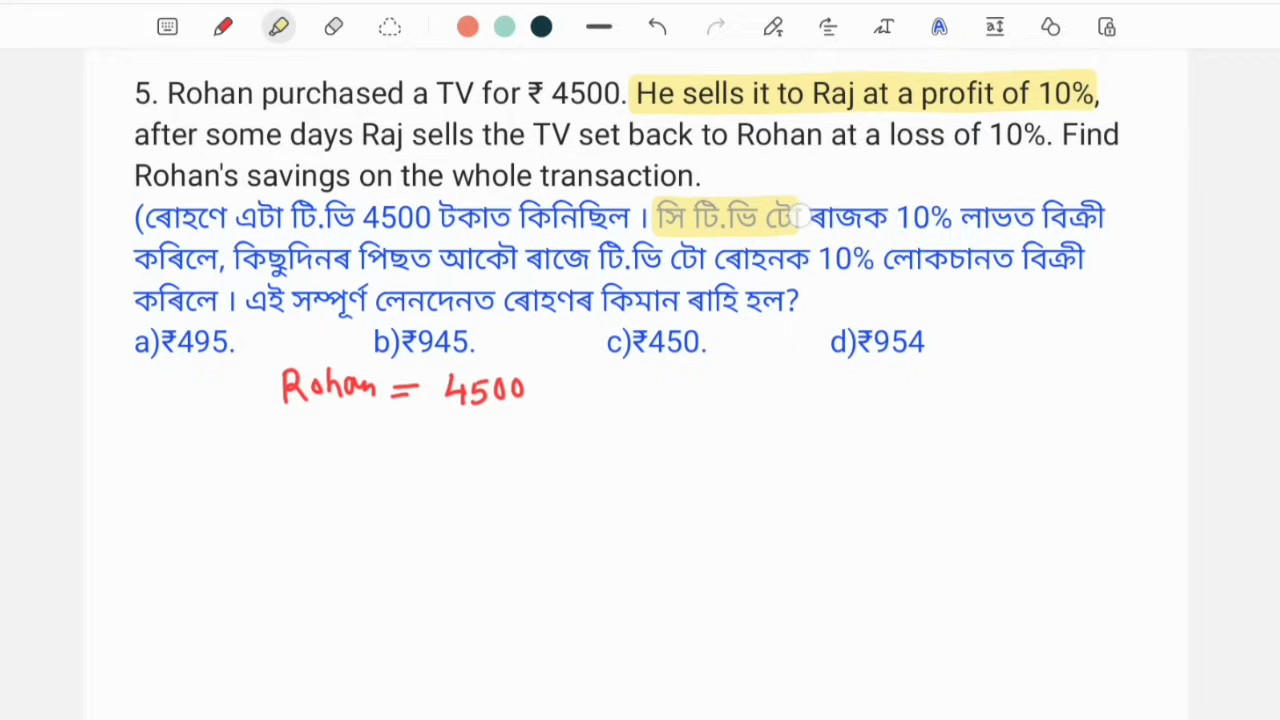 5. Rohan purchased a TV for ₹ 4500. He sells it to Raj at a profit of 10%,
after some days Raj sells the TV set back to Rohan at a loss of 10%. Find
Rohan's savings on the whole transaction.
(ৰোহণে এটা টি.ভি 4500 টকাত কিনিছিল । সি টি.ভি টো ৰাজক 10% লাভত বিক্ৰী
কৰিলে, কিছুদিনৰ পিছত আকৌ ৰাজে টি.ভি টো ৰোহনক 10% লোকচানত বিক্ৰী
কৰিলে । এই সম্পূৰ্ণ লেনদেনত ৰোহণৰ কিমান ৰাহি হল?
a)₹495. b)₹945. c)₹450. d)₹954
Rohan = 4500